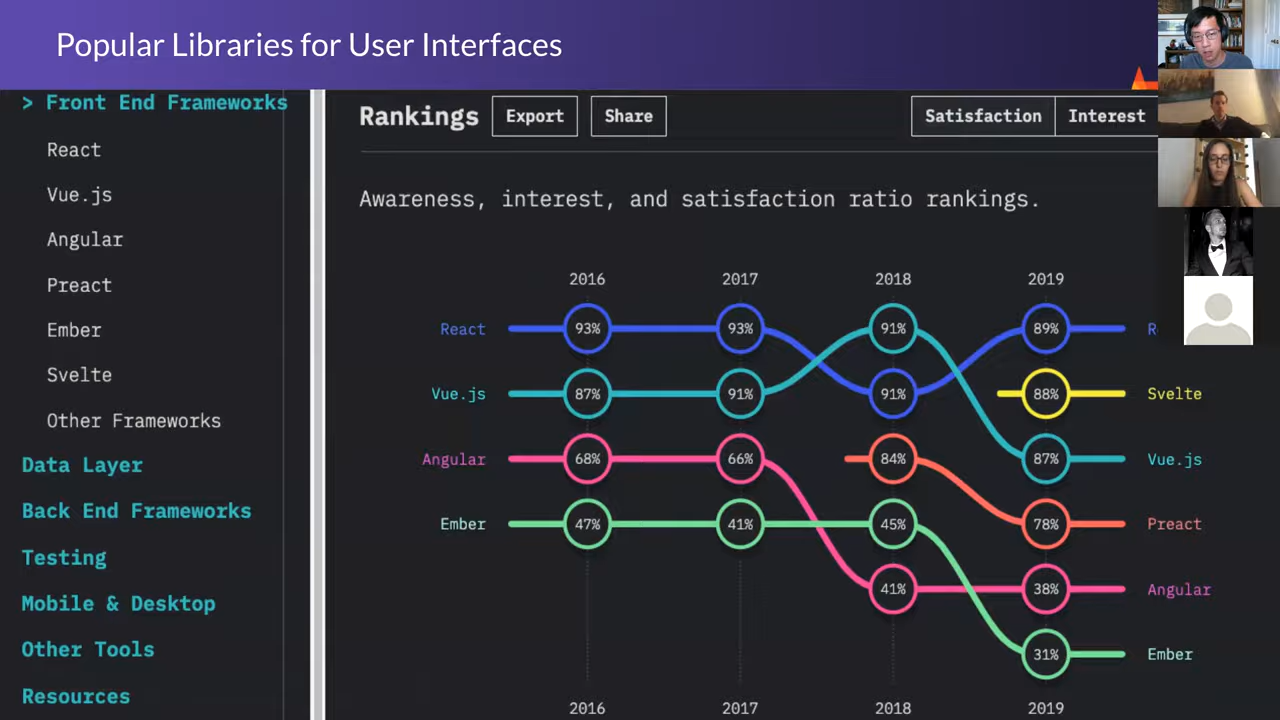 Popular Libraries for User Interfaces
> Front End Frameworks
React
Vue.js
Angular
Preact
Ember
Svelte
Other Frameworks
Data Layer
Back End Frameworks
Testing
Mobile & Desktop
Other Tools
Resources
Rankings Export Share Satisfaction Interest
Awareness, interest, and satisfaction ratio rankings.
2016 2017 2018 2019
React 93% 93% 91% 89% R
Vue.js 87% 91% 91% 88% Svelte
Angular 68% 66% 84% 87% Vue.js
Ember 47% 41% 45% 78% Preact
41% 38% Angular
31% Ember
2016 2017 2018 2019